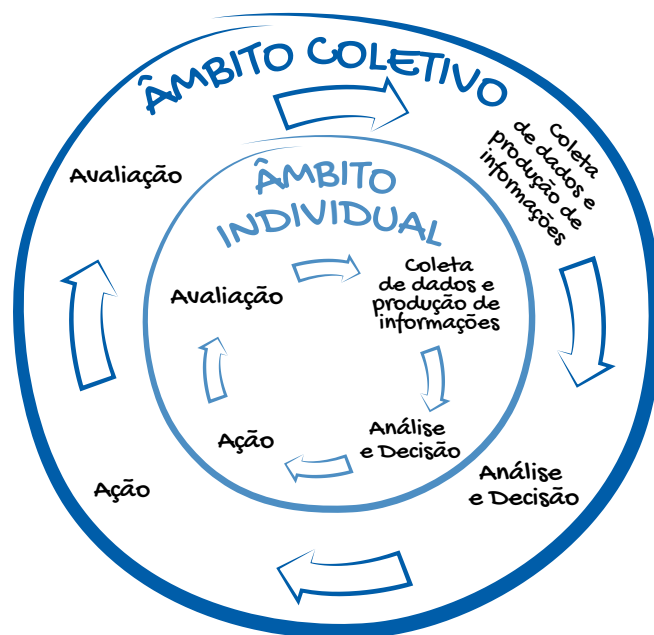 ÂMBITO COLETIVO
Avaliação
Coleta
de dados e
produção de
informações
Análise
e Decisão
Ação
ÂMBITO
INDIVIDUAL
Avaliação
Coleta
de dados e
produção de
informações
Análise
e Decisão
Ação